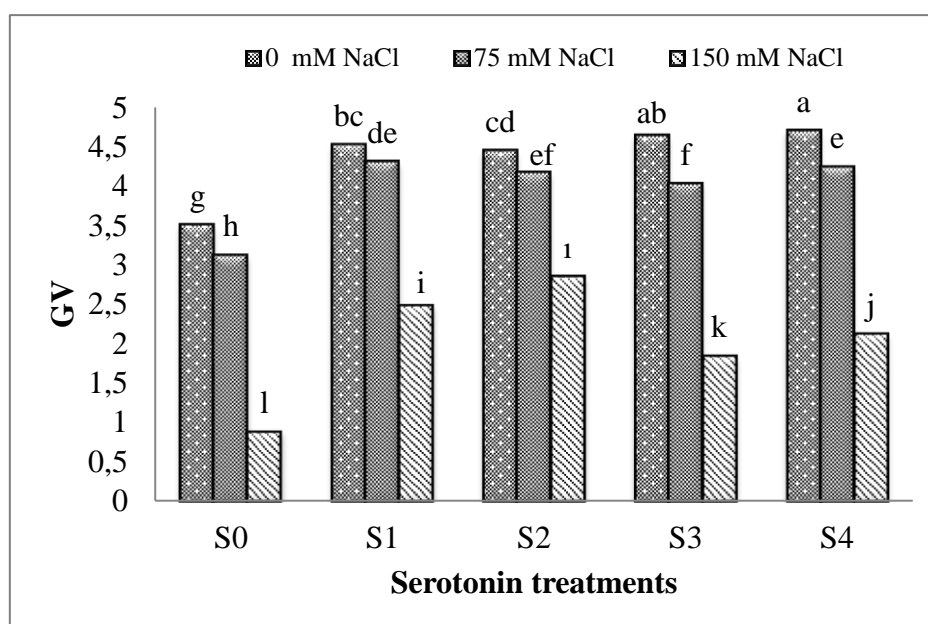 0 mM NaCl 75 mM NaCl 150 mM NaCl
GV
5
4,5
4
3,5
3
2,5
2
1,5
1
0,5
0
g h l
bc de i
cd ef ı
ab f k
a e j
S0 S1 S2 S3 S4
Serotonin treatments